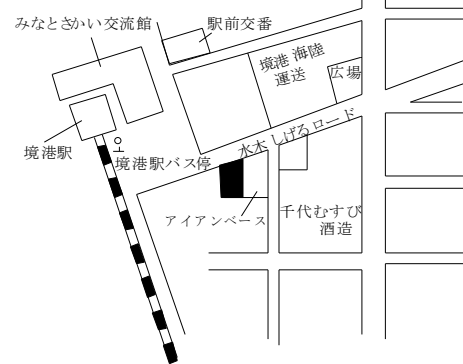 みなとさかい交流館
駅前交番
境港 海陸
運送
広場
水木しげるロード
境港駅
境港駅バス停
アイアンベース
千代むすび
酒造